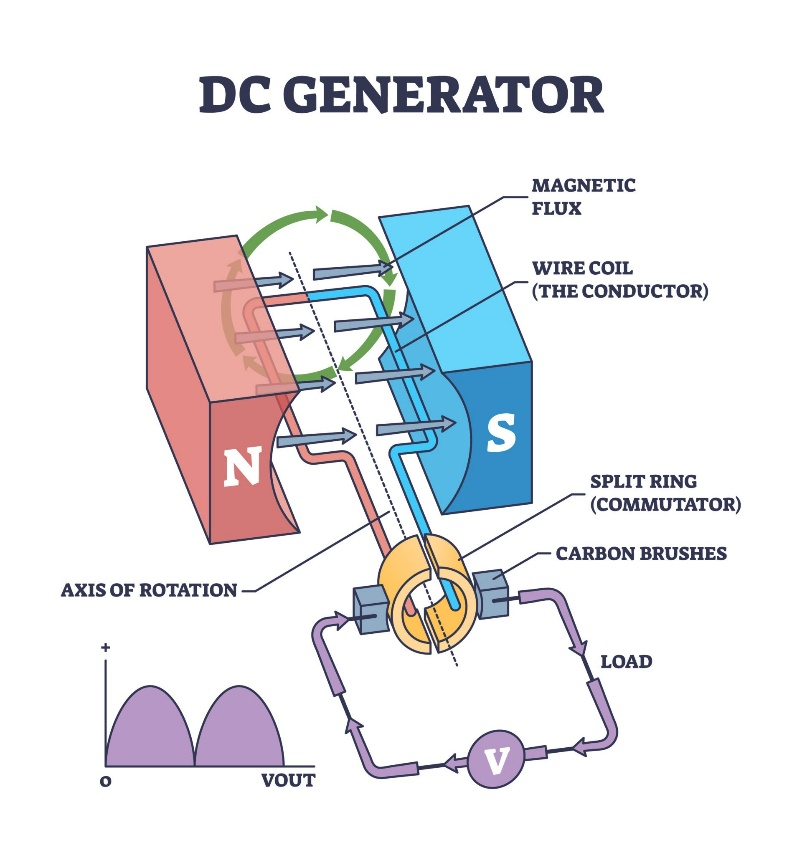 DC GENERATOR
MAGNETIC
FLUX
WIRE COIL
(THE CONDUCTOR)
N
S
SPLIT RING
(COMMUTATOR)
CARBON BRUSHES
AXIS OF ROTATION
LOAD
+
V
O
VOUT